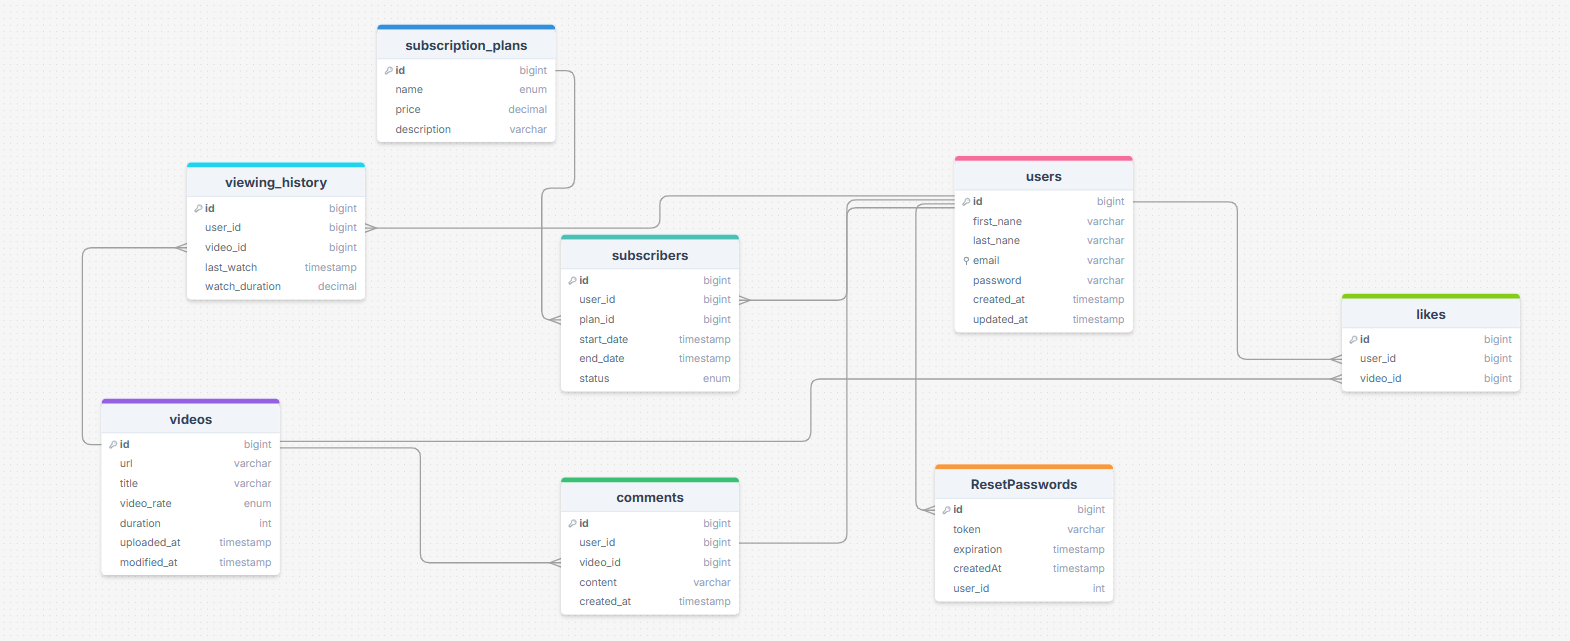 subscription_plans
id bigint
name enum
price decimal
description varchar
viewing_history
id bigint
user_id bigint
video_id bigint
last_watch timestamp
watch_duration decimal
users
id bigint
first_nane varchar
last_nane varchar
email varchar
password varchar
created_at timestamp
updated_at timestamp
subscribers
id bigint
user_id bigint
plan_id bigint
start_date timestamp
end_date timestamp
status enum
likes
id bigint
user_id bigint
video_id bigint
videos
id bigint
url varchar
title varchar
video_rate enum
duration int
uploaded_at timestamp
modified_at timestamp
comments
id bigint
user_id bigint
video_id bigint
content varchar
created_at timestamp
ResetPasswords
id bigint
token varchar
expiration timestamp
createdAt timestamp
user_id int